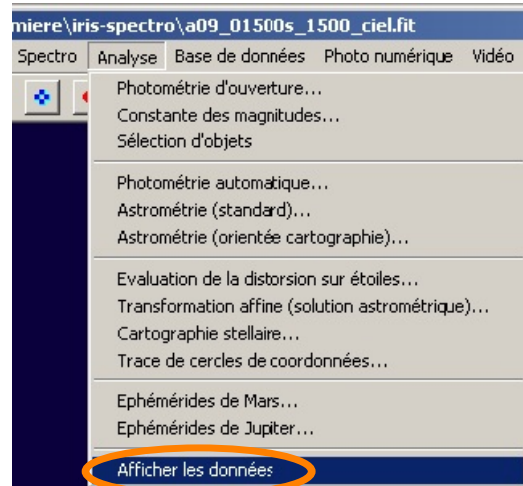 miere\iris-spectro\a09_01500s_1500_ciel.fit
Spectro Analyse Base de données Photo numérique Vidéo
Photométrie d'ouverture...
Constante des magnitudes...
Sélection d'objets
Photométrie automatique...
Astrométrie (standard)...
Astrométrie (orientée cartographie)...
Evaluation de la distorsion sur étoiles...
Transformation affine (solution astrométrique)...
Cartographie stellaire...
Trace de cercles de coordonnées...
Ephémérides de Mars...
Ephémérides de Jupiter...
Afficher les données